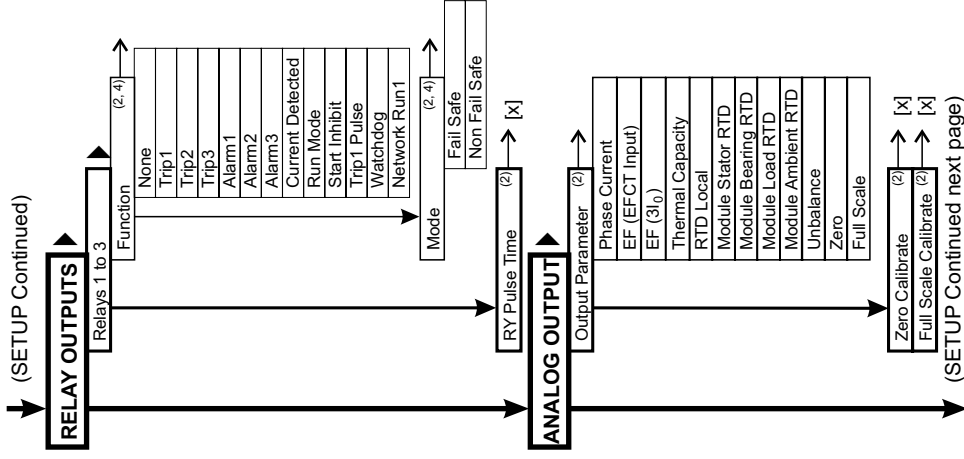 (SETUP Continued)
RELAY OUTPUTS
Relays 1 to 3
Function (2, 4)
None
Trip1
Trip2
Trip3
Alarm1
Alarm2
Alarm3
Current Detected
Run Mode
Start Inhibit
Trip1 Pulse
Watchdog
Network Run1
Mode (2, 4)
Fail Safe
Non Fail Safe
RY Pulse Time (2) [x]
ANALOG OUTPUT
Output Parameter (2)
Phase Current
EF (EFCT Input)
EF (3I₀)
Thermal Capacity
RTD Local
Module Stator RTD
Module Bearing RTD
Module Load RTD
Module Ambient RTD
Unbalance
Zero
Full Scale
Zero Calibrate (2) [x]
Full Scale Calibrate (2) [x]
(SETUP Continued next page)